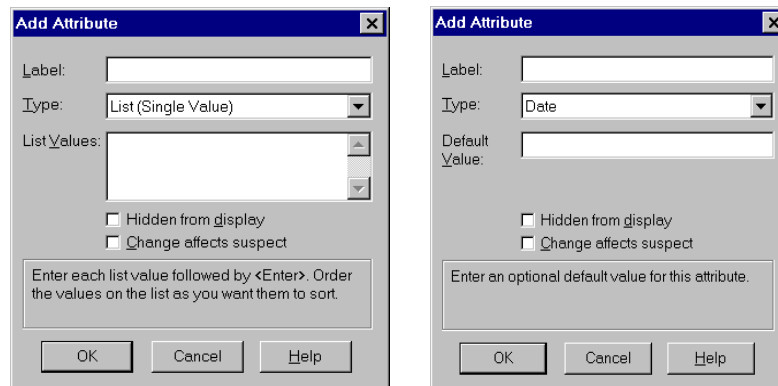 Add Attribute
Label:
Type: List (Single Value)
List Values:
Hidden from display
Change affects suspect
Enter each list value followed by <Enter>. Order
the values on the list as you want them to sort.
OK Cancel Help
Add Attribute
Label:
Type: Date
Default
Value:
Hidden from display
Change affects suspect
Enter an optional default value for this attribute.
OK Cancel Help